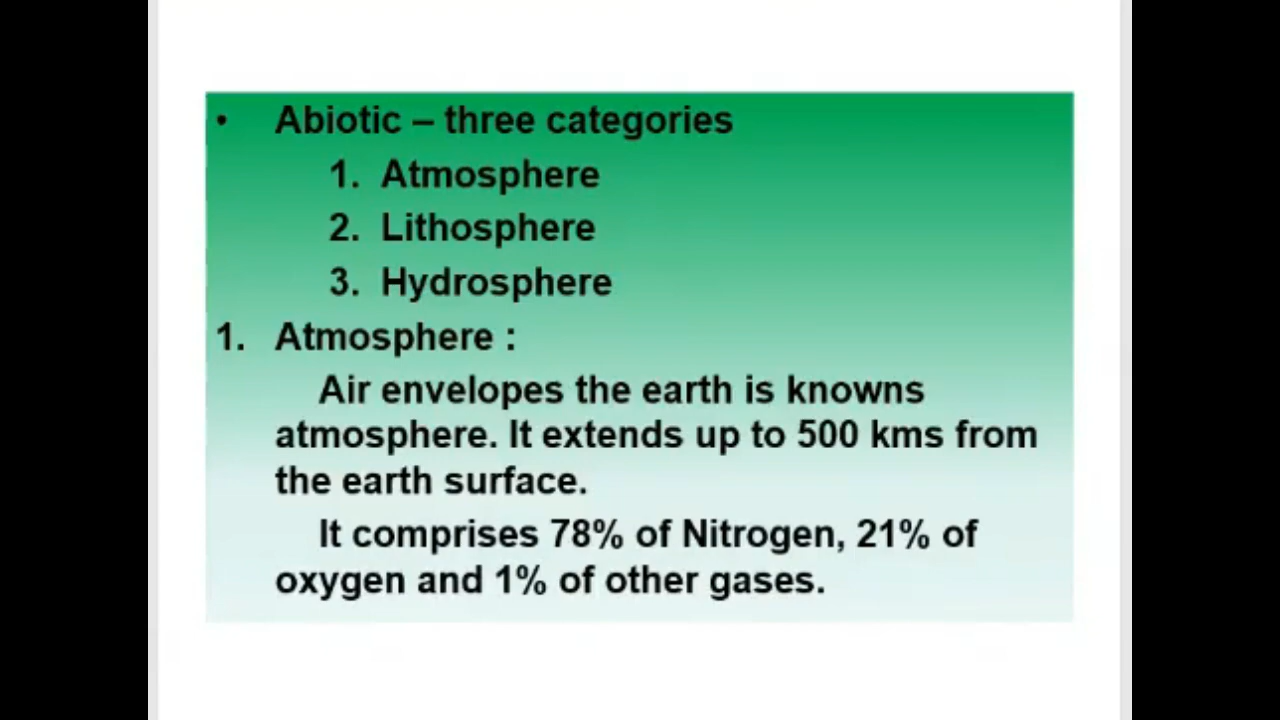 • Abiotic – three categories
1. Atmosphere
2. Lithosphere
3. Hydrosphere
1. Atmosphere :
Air envelopes the earth is knowns
atmosphere. It extends up to 500 kms from
the earth surface.
It comprises 78% of Nitrogen, 21% of
oxygen and 1% of other gases.